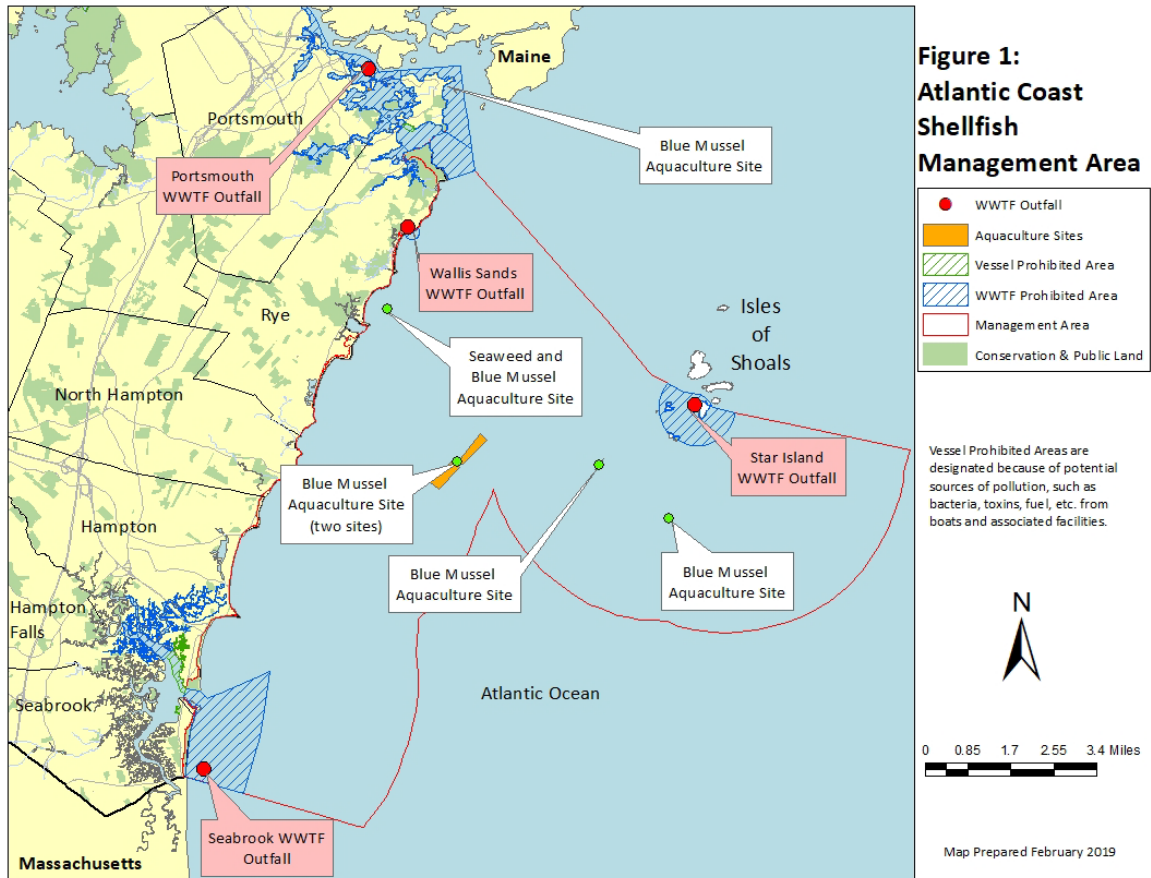 Figure 1:
Atlantic Coast
Shellfish
Management Area
WWTF Outfall
Aquaculture Sites
Vessel Prohibited Area
WWTF Prohibited Area
Management Area
Conservation & Public Land
Vessel Prohibited Areas are
designated because of potential
sources of pollution, such as
bacteria, toxins, fuel, etc. from
boats and associated facilities.
N
0 0.85 1.7 2.55 3.4 Miles
Map Prepared February 2019
Maine
Portsmouth
Blue Mussel
Aquaculture Site
Portsmouth
WWTF Outfall
Wallis Sands
WWTF Outfall
Rye
Isles
of
Shoals
Seaweed and
Blue Mussel
Aquaculture Site
North Hampton
Star Island
WWTF Outfall
Blue Mussel
Aquaculture Site
(two sites)
Hampton
Blue Mussel
Aquaculture Site
Blue Mussel
Aquaculture Site
Hampton
Falls
Seabrook
Atlantic Ocean
Seabrook WWTF
Outfall
Massachusetts